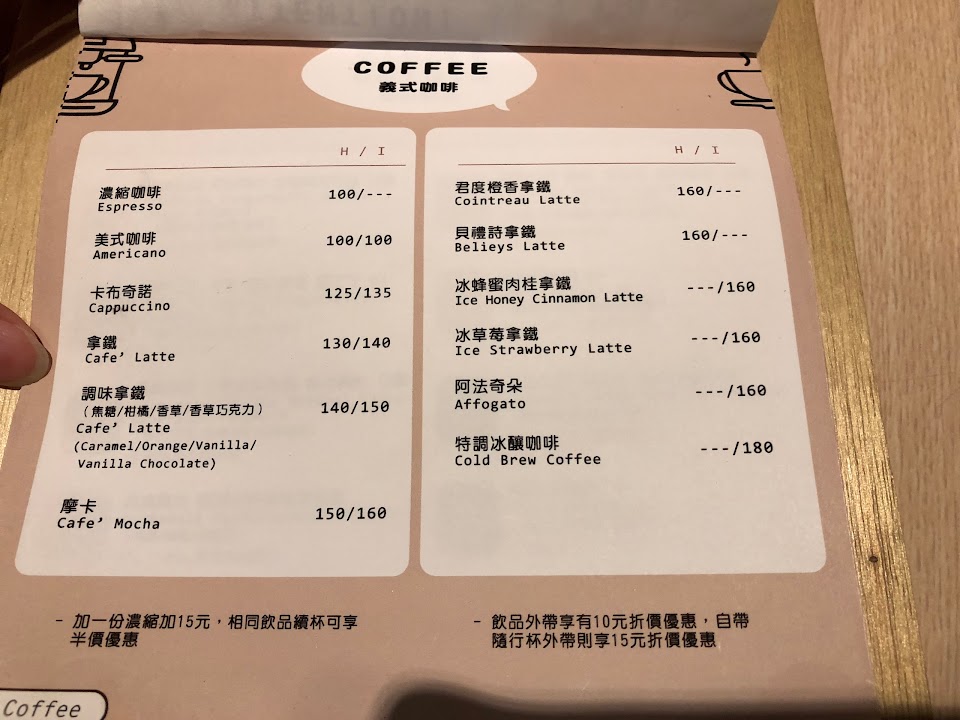 COFFEE
義式咖啡
H / I
濃縮咖啡 100/---
Espresso
美式咖啡 100/100
Americano
卡布奇諾 125/135
Cappuccino
拿鐵 130/140
Cafe’ Latte
調味拿鐵
(焦糖/柑橘/香草/香草巧克力) 140/150
Cafe’ Latte
(Caramel/Orange/Vanilla/
Vanilla Chocolate)
摩卡 150/160
Cafe’ Mocha
H / I
君度橙香拿鐵 160/---
Cointreau Latte
貝禮詩拿鐵 160/---
Belieys Latte
冰蜂蜜肉桂拿鐵 ---/160
Ice Honey Cinnamon Latte
冰草莓拿鐵 ---/160
Ice Strawberry Latte
阿法奇朵 ---/160
Affogato
特調冰釀咖啡 ---/180
Cold Brew Coffee
- 加一份濃縮加15元，相同飲品續杯可享
半價優惠
- 飲品外帶享有10元折價優惠，自帶
隨行杯外帶則享15元折價優惠
Coffee